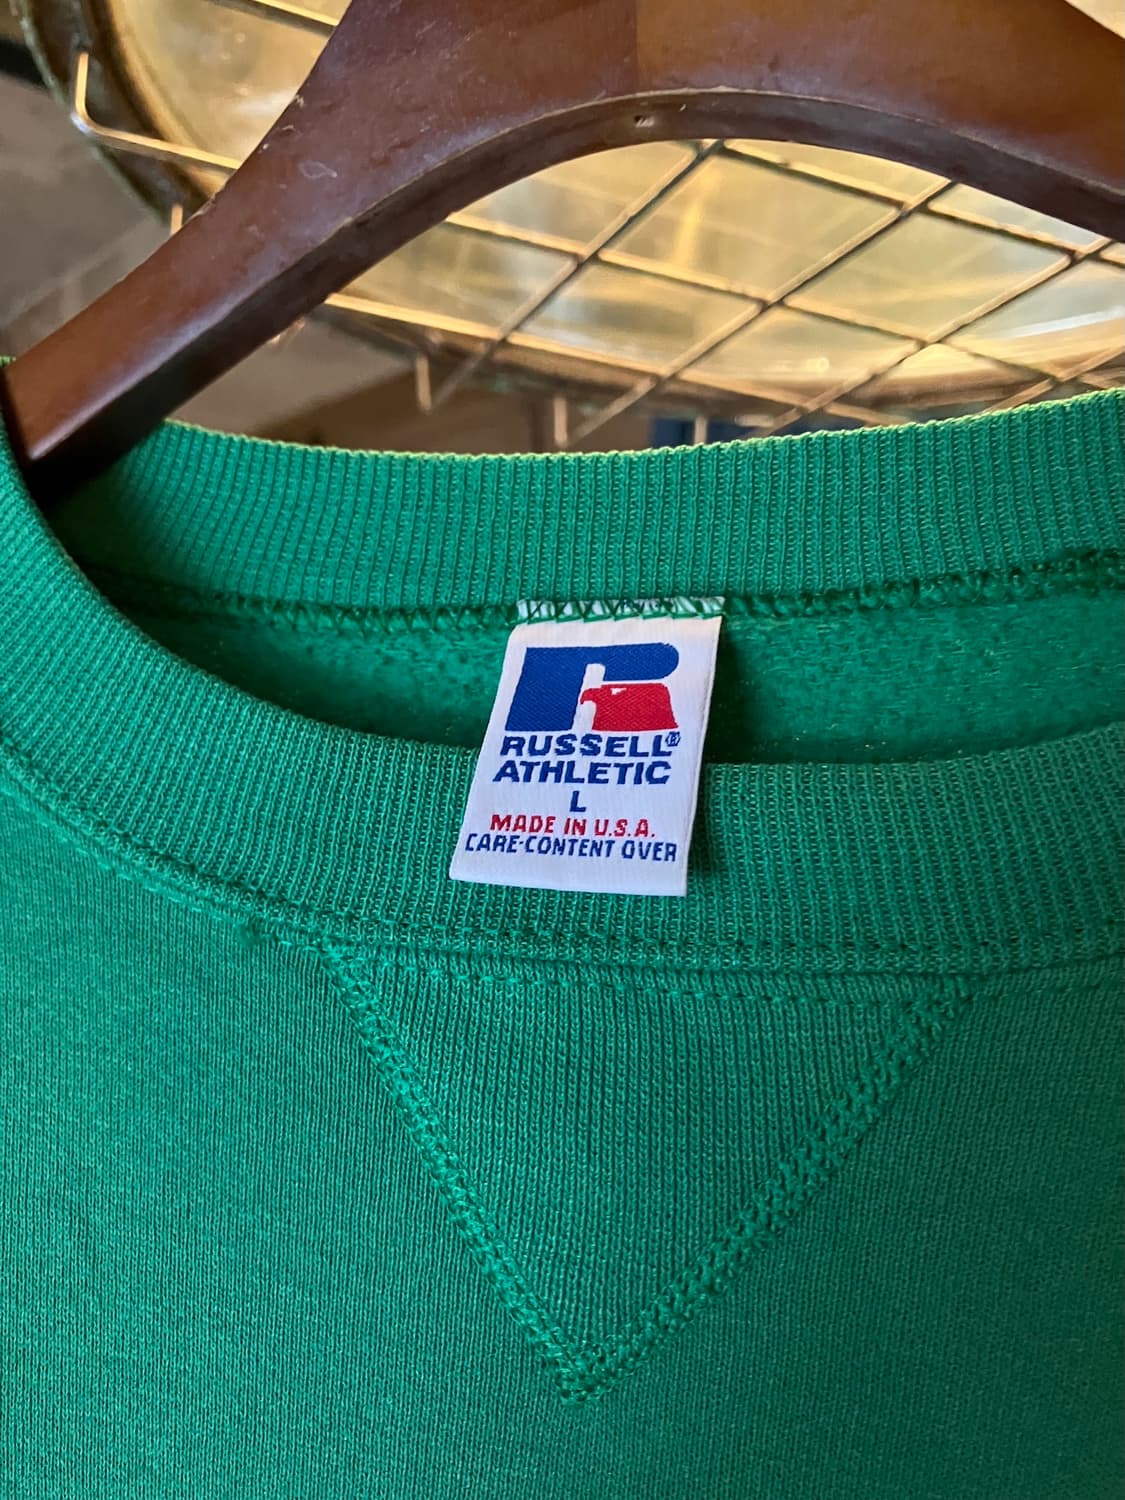 R
RUSSELL®
ATHLETIC
L
MADE IN U.S.A.
CARE-CONTENT OVER